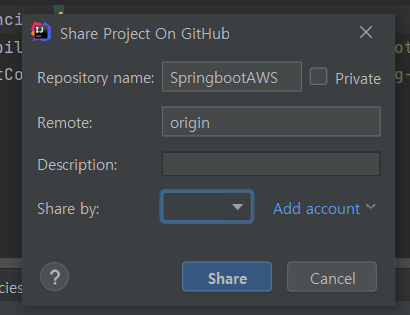 Share Project On GitHub
Repository name: SpringbootAWS Private
Remote: origin
Description:
Share by: Add account
? Share Cancel